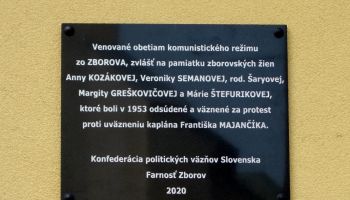 Venované obetiam komunistického režimu
zo ZBOROVA, zvlášť na pamiatku zborovských žien
Anny KOZÁKOVEJ, Veroniky SEMANOVEJ, rod. Šaryovej,
Margity GREŠKOVIČOVEJ a Márie ŠTEFURIKOVEJ,
ktoré boli v 1953 odsúdené a väznené za protest
proti uväzneniu kaplána Františka MAJANČÍKA.
Konfederácia politických väzňov Slovenska
Farnosť Zborov
2020